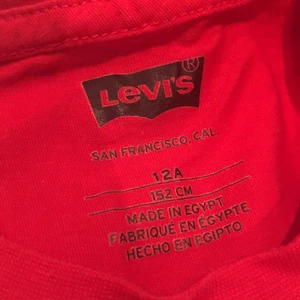 Levi's®
SAN FRANCISCO, CAL.
12A
152 CM
MADE IN EGYPT
FABRIQUÉ EN ÉGYPTE
HECHO EN EGIPTO